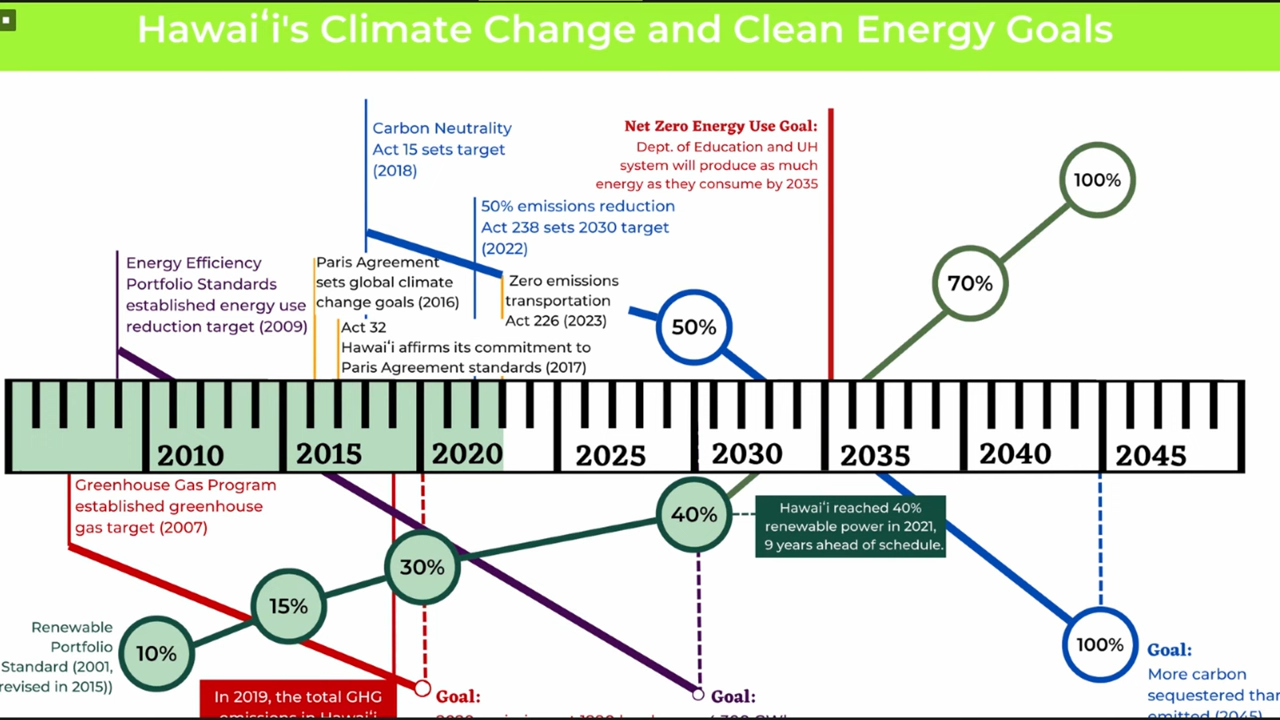 Hawaiʻi's Climate Change and Clean Energy Goals
Carbon Neutrality
Act 15 sets target
(2018)
Net Zero Energy Use Goal:
Dept. of Education and UH
system will produce as much
energy as they consume by 2035
100%
50% emissions reduction
Act 238 sets 2030 target
(2022)
Energy Efficiency
Portfolio Standards
established energy use
reduction target (2009)
Paris Agreement
sets global climate
change goals (2016)
Zero emissions
transportation
Act 226 (2023)
70%
50%
Act 32
Hawaiʻi affirms its commitment to
Paris Agreement standards (2017)
2010
2015
2020
2025
2030
2035
2040
2045
Greenhouse Gas Program
established greenhouse
gas target (2007)
40%
Hawaiʻi reached 40%
renewable power in 2021,
9 years ahead of schedule.
30%
15%
10%
Renewable
Portfolio
Standard (2001,
revised in 2015))
100%
Goal:
More carbon
sequestered than
emitted (2045)
In 2019, the total GHG
emissions in Hawaiʻi
Goal:
Goal: